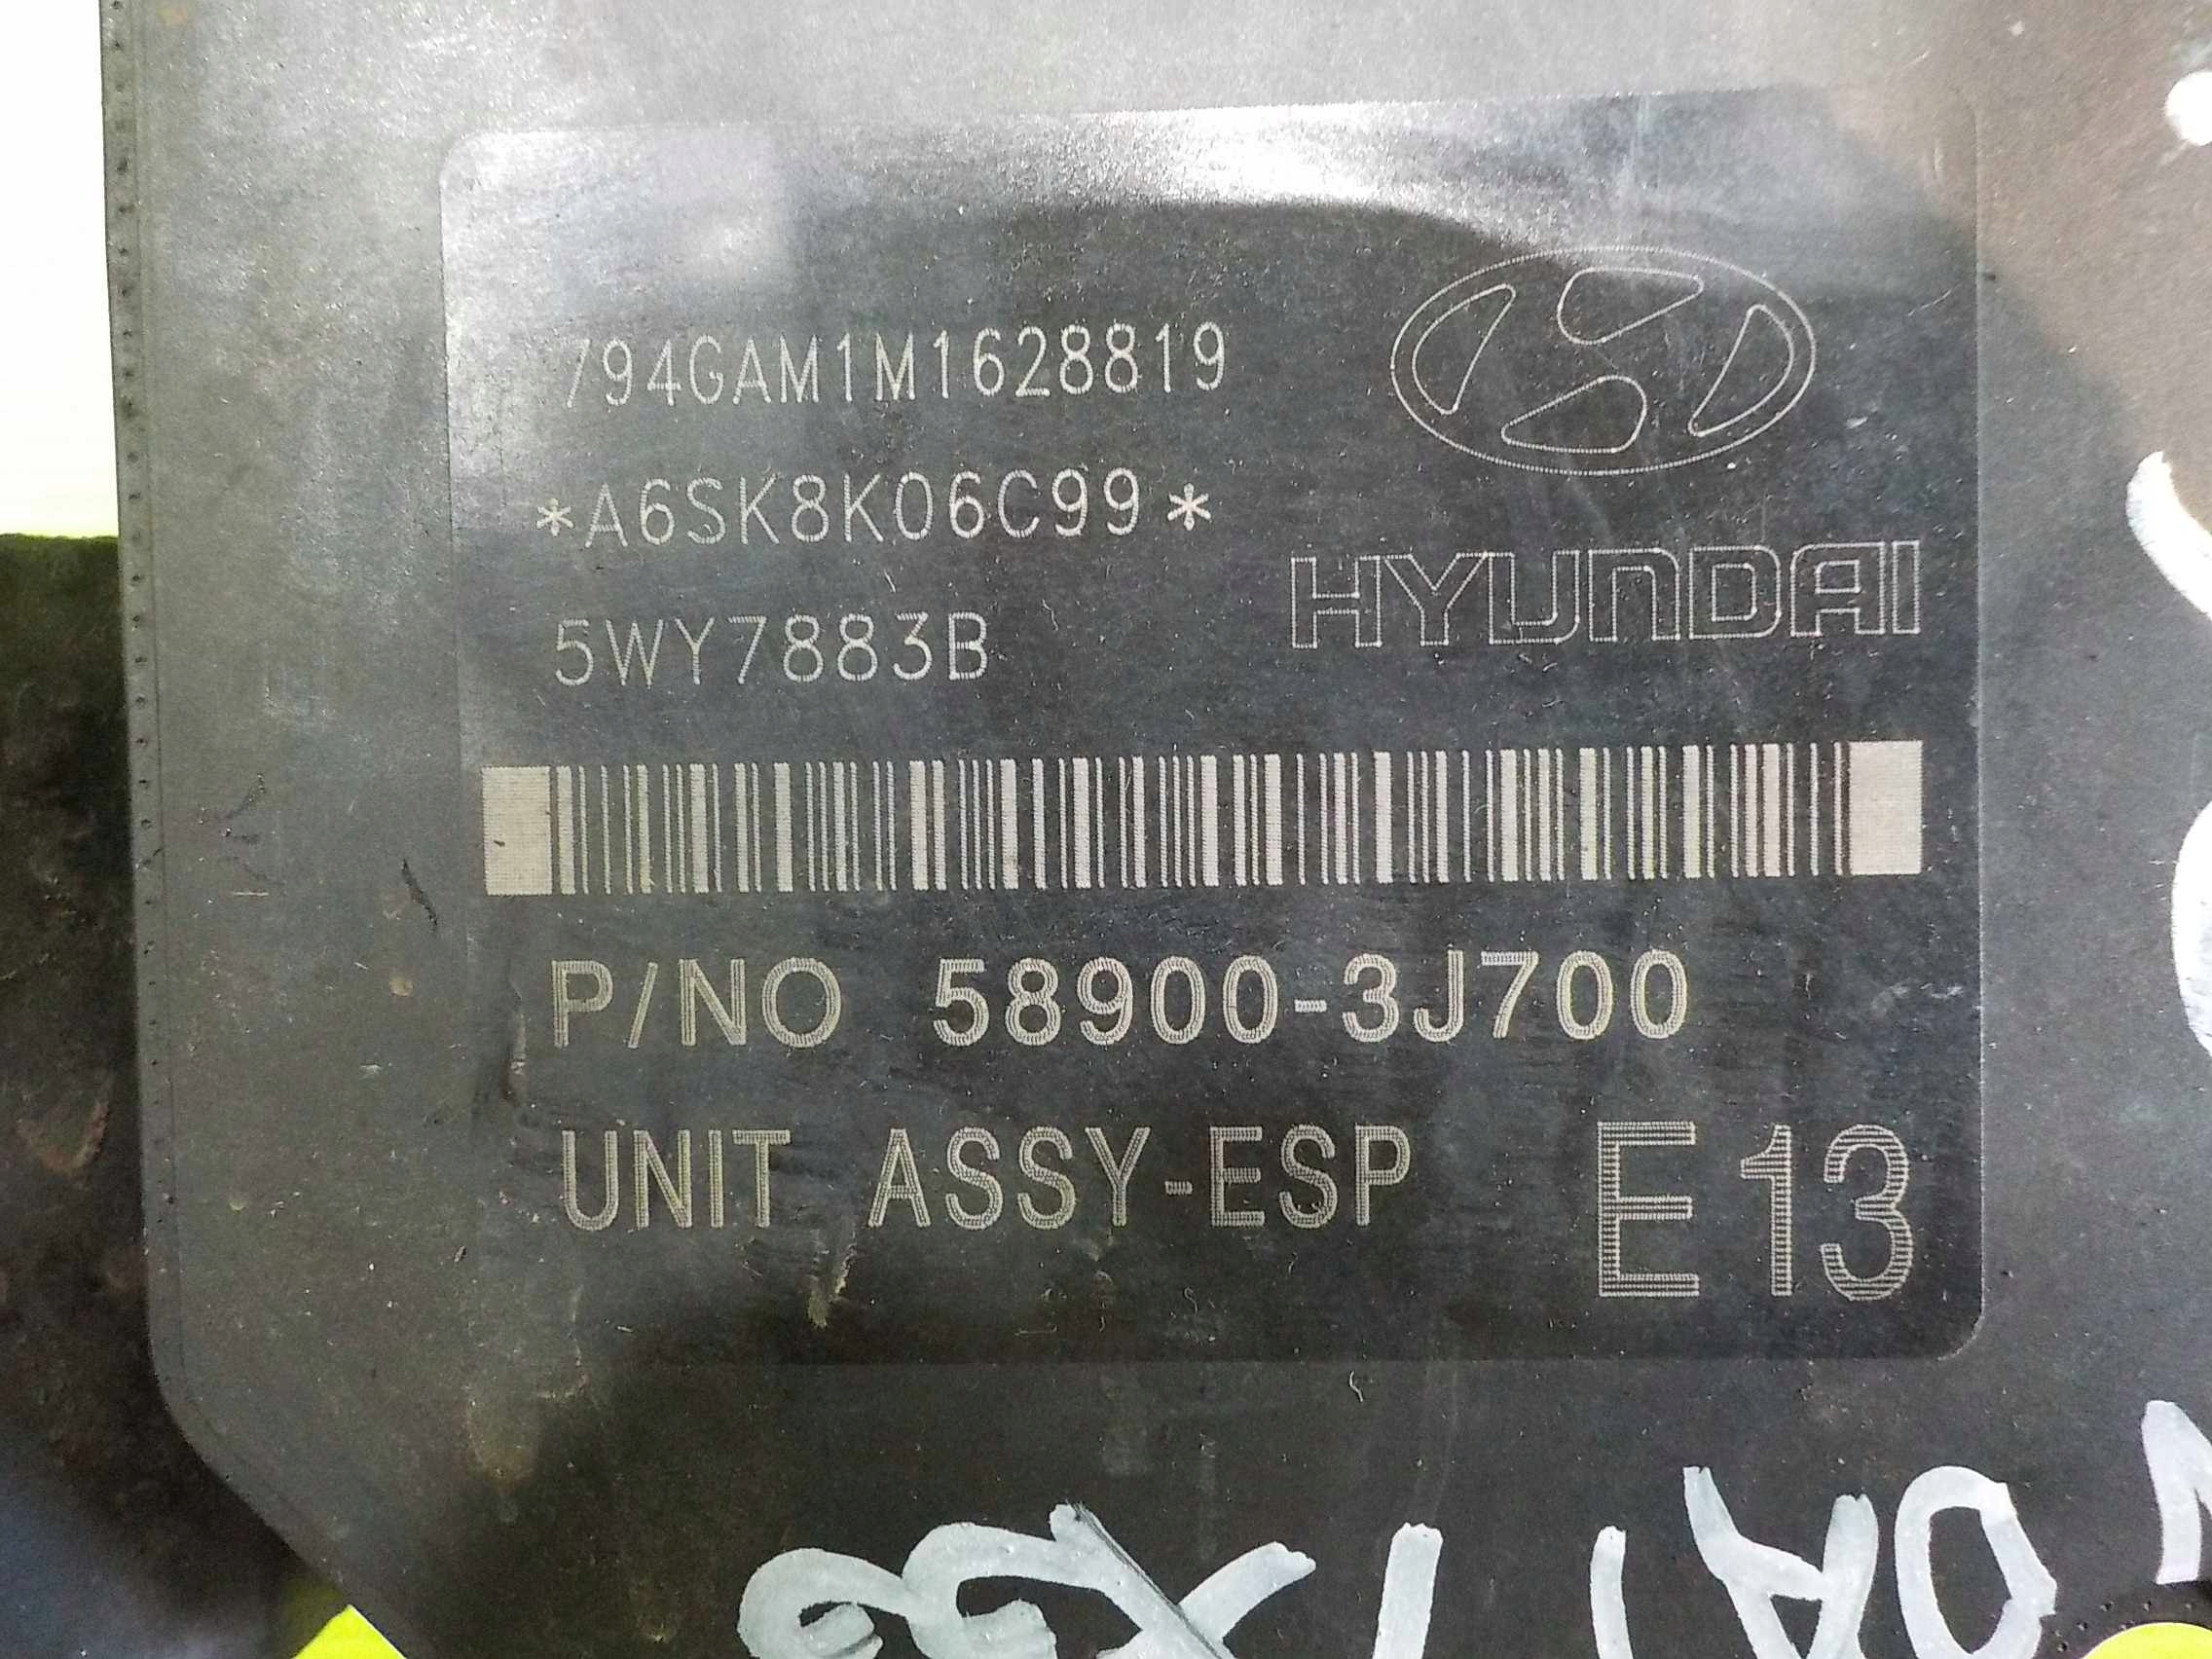 794GAM1M1628819
*A6SK8K06C99*
5WY7883B
HYUNDAI
P/NO 58900-3J700
UNIT ASSY-ESP
E13